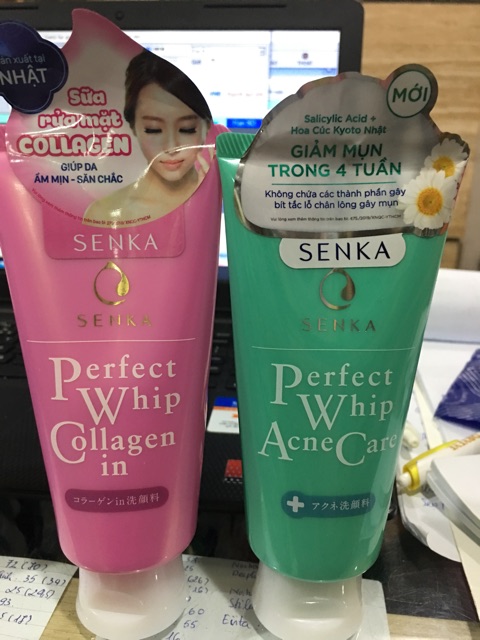 Sản xuất tại
NHẬT
Sữa
rửa mặt
COLLAGEN
GIÚP DA
ẨM MỊN - SĂN CHẮC
SENKA
SENKA
Perfect
Whip
Collagen
in
コラーゲンin洗顔料
MỚI
Salicylic Acid +
Hoa Cúc Kyoto Nhật
GIẢM MỤN
TRONG 4 TUẦN
Không chứa các thành phần gây
bít tắc lỗ chân lông gây mụn
SENKA
SENKA
Perfect
Whip
AcneCare
アクネ洗顔料